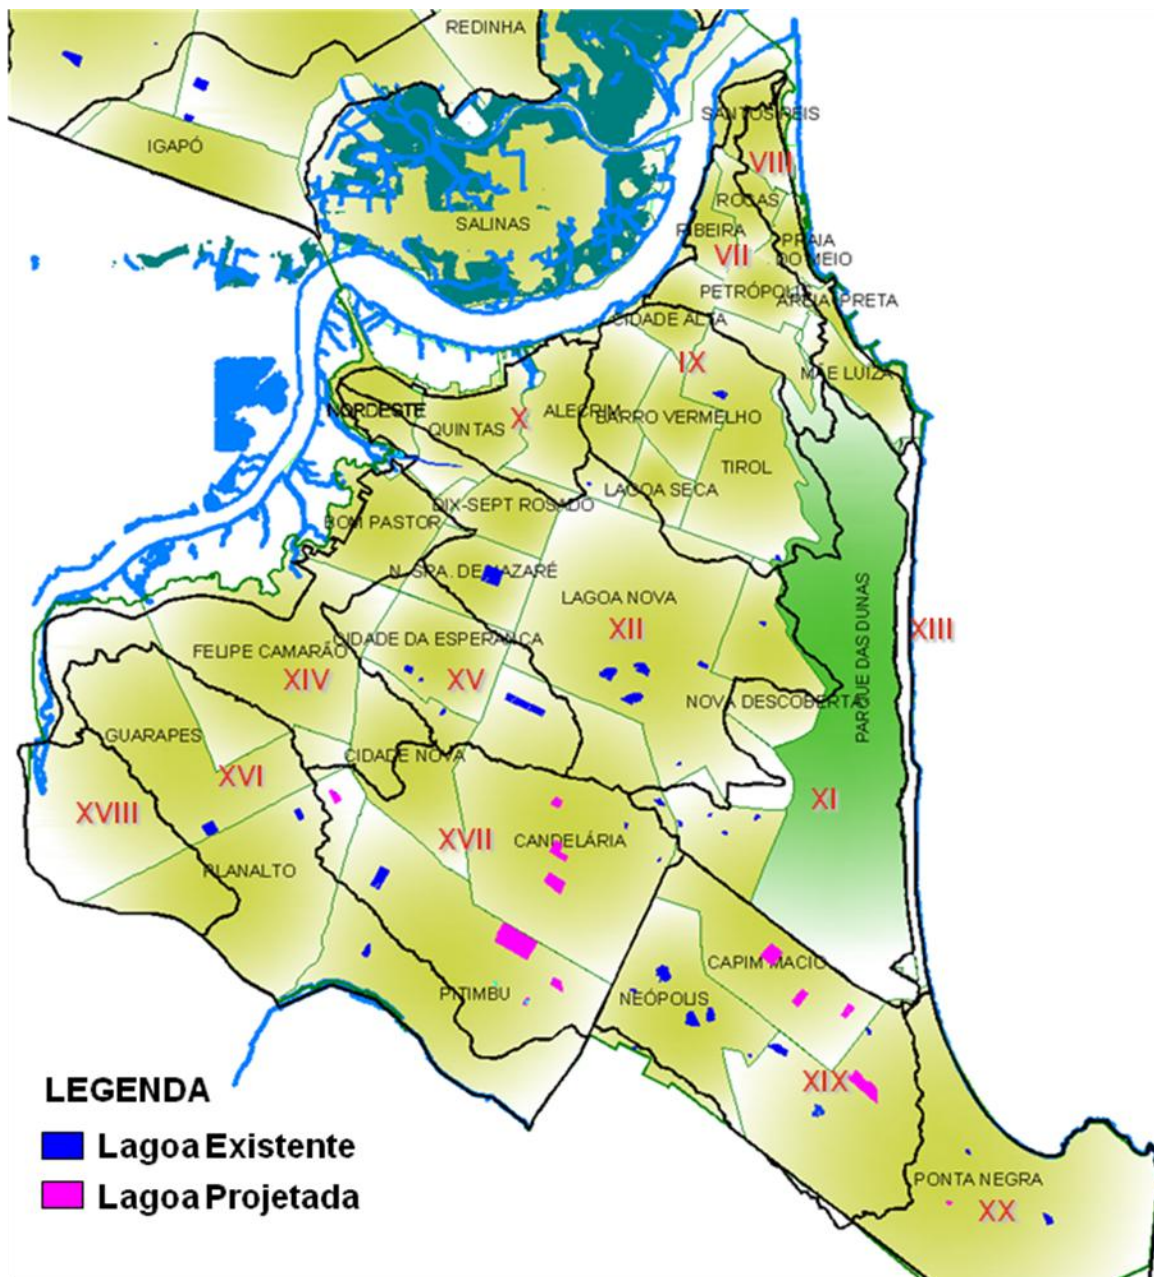 REDINHA
SANTOS REIS
IGAPÓ
VIII
ROCAS
SALINAS
RIBEIRA
PRAIA
DO MEIO
VII
PETRÓPOLIS
AREIA PRETA
CIDADE ALTA
IX
MÃE LUIZA
NORDESTE
QUINTAS
X
ALECRIM
BARRO VERMELHO
TIROL
LAGOA SECA
DIX-SEPT ROSADO
BOM PASTOR
N. SRA. DE NAZARÉ
LAGOA NOVA
XII
XIII
PARQUE DAS DUNAS
CIDADE DA ESPERANÇA
FELIPE CAMARÃO
XIV
XV
NOVA DESCOBERTA
GUARAPES
CIDADE NOVA
XVI
XVIII
XI
XVII
CANDELÁRIA
PLANALTO
CAPIM MACIO
PITIMBU
NEÓPOLIS
XIX
LEGENDA
Lagoa Existente
Lagoa Projetada
PONTA NEGRA
XX